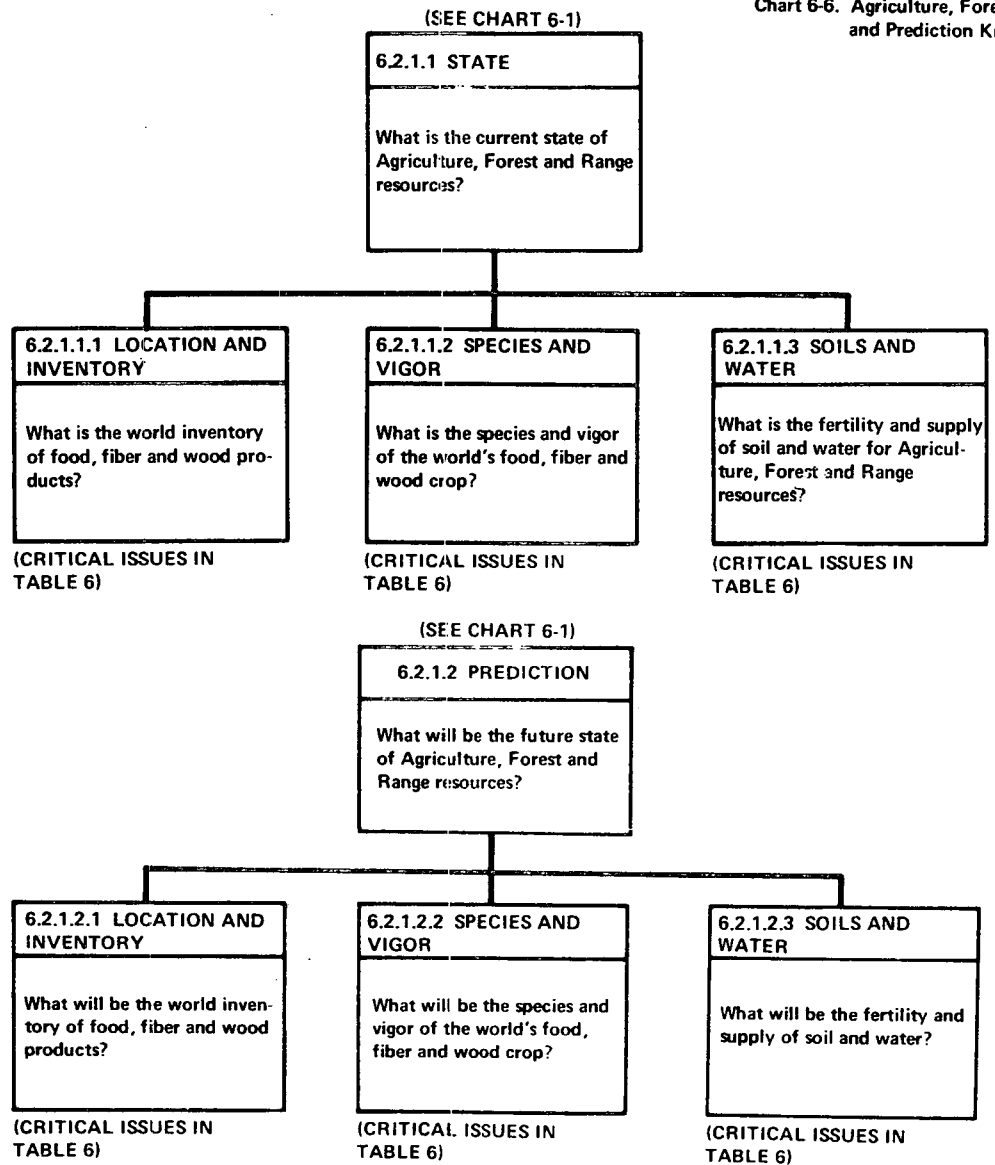 Chart 6-6. Agriculture, Fore
and Prediction K
(SEE CHART 6-1)
6.2.1.1 STATE
What is the current state of
Agriculture, Forest and Range
resources?
6.2.1.1.1 LOCATION AND
INVENTORY
What is the world inventory
of food, fiber and wood pro-
ducts?
(CRITICAL ISSUES IN
TABLE 6)
6.2.1.1.2 SPECIES AND
VIGOR
What is the species and vigor
of the world's food, fiber and
wood crop?
(CRITICAL ISSUES IN
TABLE 6)
6.2.1.1.3 SOILS AND
WATER
What is the fertility and supply
of soil and water for Agricul-
ture, Forest and Range
resources?
(CRITICAL ISSUES IN
TABLE 6)
(SEE CHART 6-1)
6.2.1.2 PREDICTION
What will be the future state
of Agriculture, Forest and
Range resources?
6.2.1.2.1 LOCATION AND
INVENTORY
What will be the world inven-
tory of food, fiber and wood
products?
(CRITICAL ISSUES IN
TABLE 6)
6.2.1.2.2 SPECIES AND
VIGOR
What will be the species and
vigor of the world's food,
fiber and wood crop?
(CRITICAL ISSUES IN
TABLE 6)
6.2.1.2.3 SOILS AND
WATER
What will be the fertility and
supply of soil and water?
(CRITICAL ISSUES IN
TABLE 6)